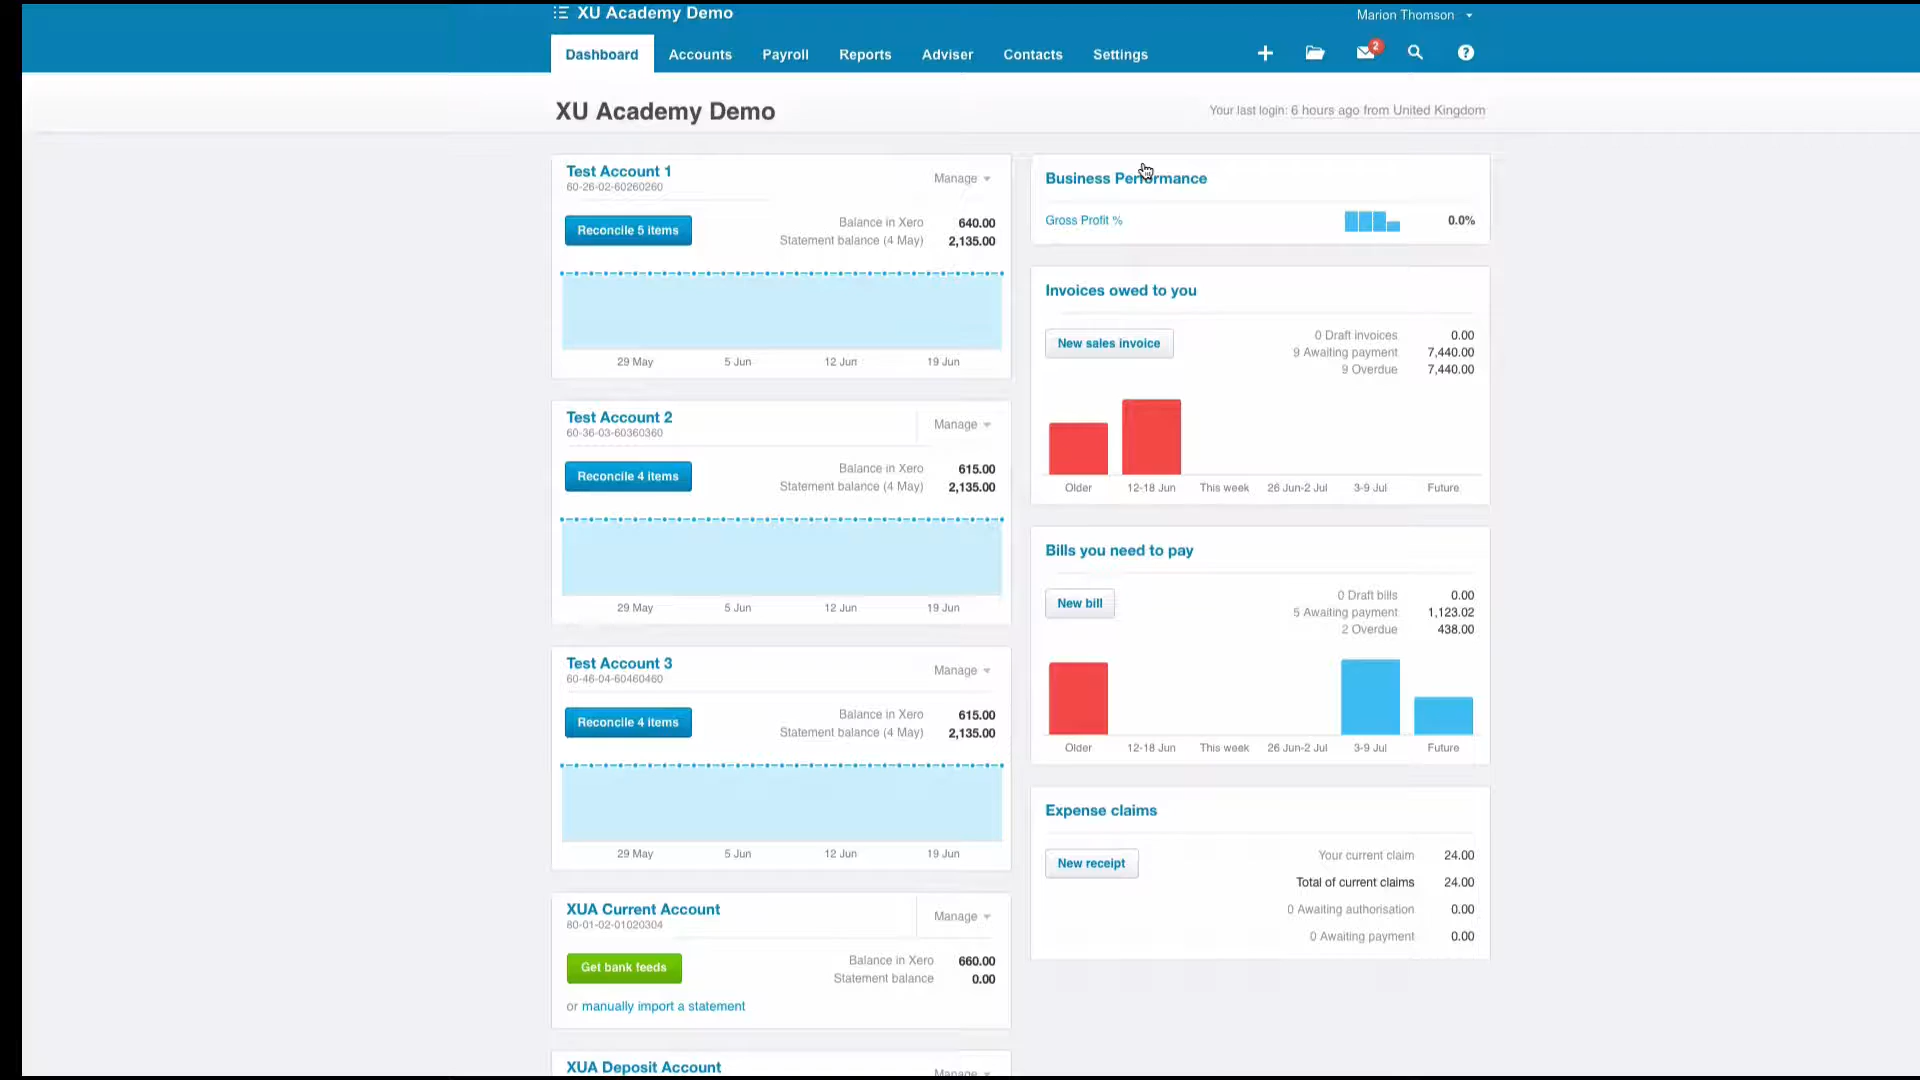 XU Academy Demo
Marion Thomson
Dashboard Accounts Payroll Reports Adviser Contacts Settings
2
XU Academy Demo
Your last login: 6 hours ago from United Kingdom
Test Account 1
60-26-02-60260260
Manage
Reconcile 5 items
Balance in Xero 640.00
Statement balance (4 May) 2,135.00
29 May 5 Jun 12 Jun 19 Jun
Test Account 2
60-36-03-60360360
Manage
Reconcile 4 items
Balance in Xero 615.00
Statement balance (4 May) 2,135.00
29 May 5 Jun 12 Jun 19 Jun
Test Account 3
60-46-04-60460460
Manage
Reconcile 4 items
Balance in Xero 615.00
Statement balance (4 May) 2,135.00
29 May 5 Jun 12 Jun 19 Jun
XUA Current Account
80-01-02-01020304
Manage
Get bank feeds
Balance in Xero 660.00
Statement balance 0.00
or manually import a statement
XUA Deposit Account
Manage
Business Performance
Gross Profit % 0.0%
Invoices owed to you
New sales invoice
0 Draft invoices 0.00
9 Awaiting payment 7,440.00
9 Overdue 7,440.00
Older 12-18 Jun This week 26 Jun-2 Jul 3-9 Jul Future
Bills you need to pay
New bill
0 Draft bills 0.00
5 Awaiting payment 1,123.02
2 Overdue 438.00
Older 12-18 Jun This week 26 Jun-2 Jul 3-9 Jul Future
Expense claims
New receipt
Your current claim 24.00
Total of current claims 24.00
0 Awaiting authorisation 0.00
0 Awaiting payment 0.00